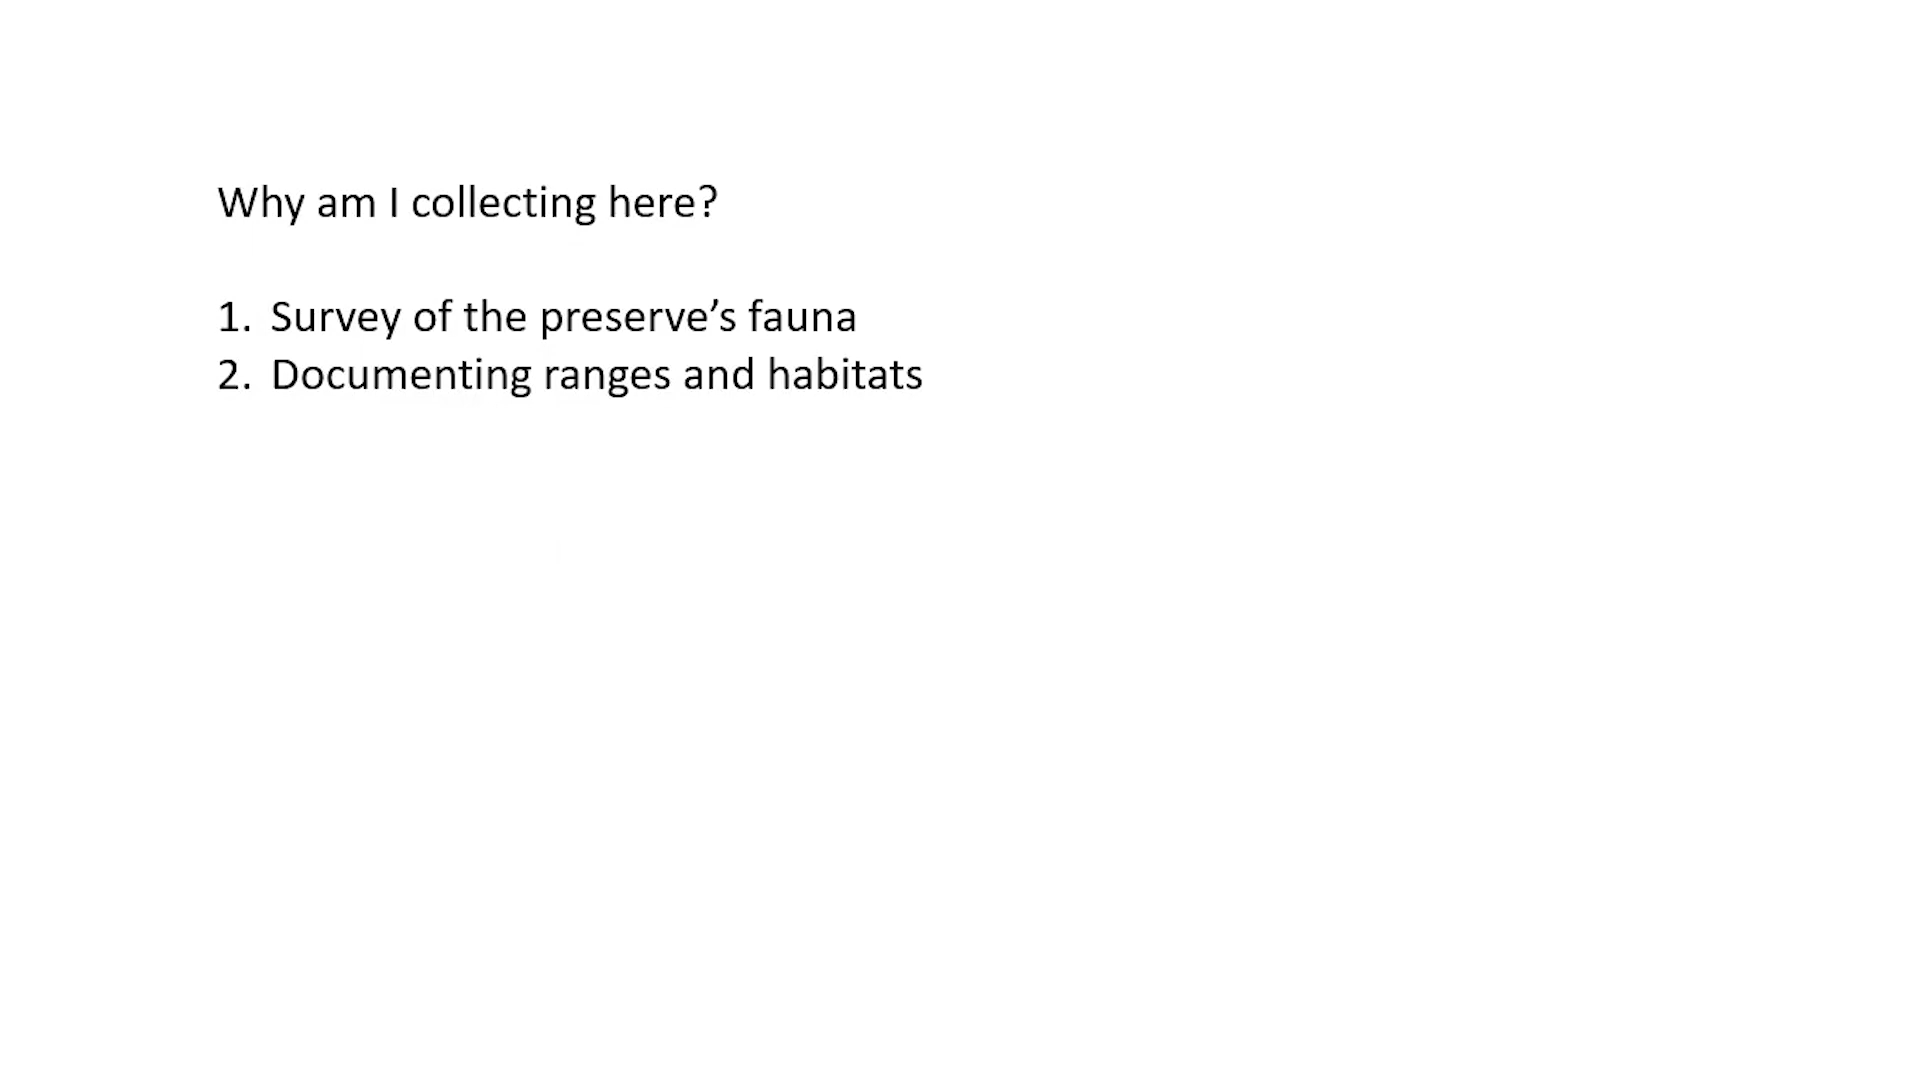 Why am I collecting here?
1. Survey of the preserve’s fauna
2. Documenting ranges and habitats